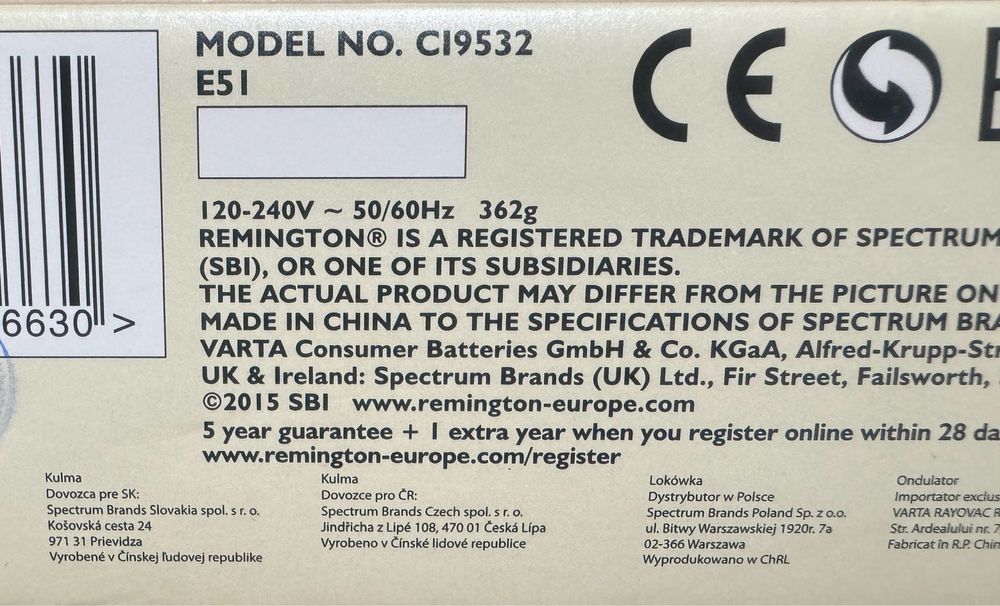 MODEL NO. CI9532
E51
120-240V ~ 50/60Hz 362g
REMINGTON® IS A REGISTERED TRADEMARK OF SPECTRUM
(SBI), OR ONE OF ITS SUBSIDIARIES.
THE ACTUAL PRODUCT MAY DIFFER FROM THE PICTURE ON
MADE IN CHINA TO THE SPECIFICATIONS OF SPECTRUM BRA
VARTA Consumer Batteries GmbH & Co. KGaA, Alfred-Krupp-Str
UK & Ireland: Spectrum Brands (UK) Ltd., Fir Street, Failsworth,
©2015 SBI www.remington-europe.com
5 year guarantee + 1 extra year when you register online within 28 da
www.remington-europe.com/register
6630 >
CE
Kulma
Dovozca pre SK:
Spectrum Brands Slovakia spol. s r. o.
Košovská cesta 24
971 31 Prievidza
Vyrobené v Čínskej ľudovej republike
Kulma
Dovozce pro ČR:
Spectrum Brands Czech spol. s r. o.
Jindřicha z Lipé 108, 470 01 Česká Lípa
Vyrobeno v Čínské lidové republice
Lokówka
Dystrybutor w Polsce
Spectrum Brands Poland Sp. z o.o.
ul. Bitwy Warszawskiej 1920r. 7a
02-366 Warszawa
Wyprodukowano w ChRL
Ondulator
Importator exclus
VARTA RAYOVAC R
Str. Ardealului nr. 7
Fabricat în R.P. Chin